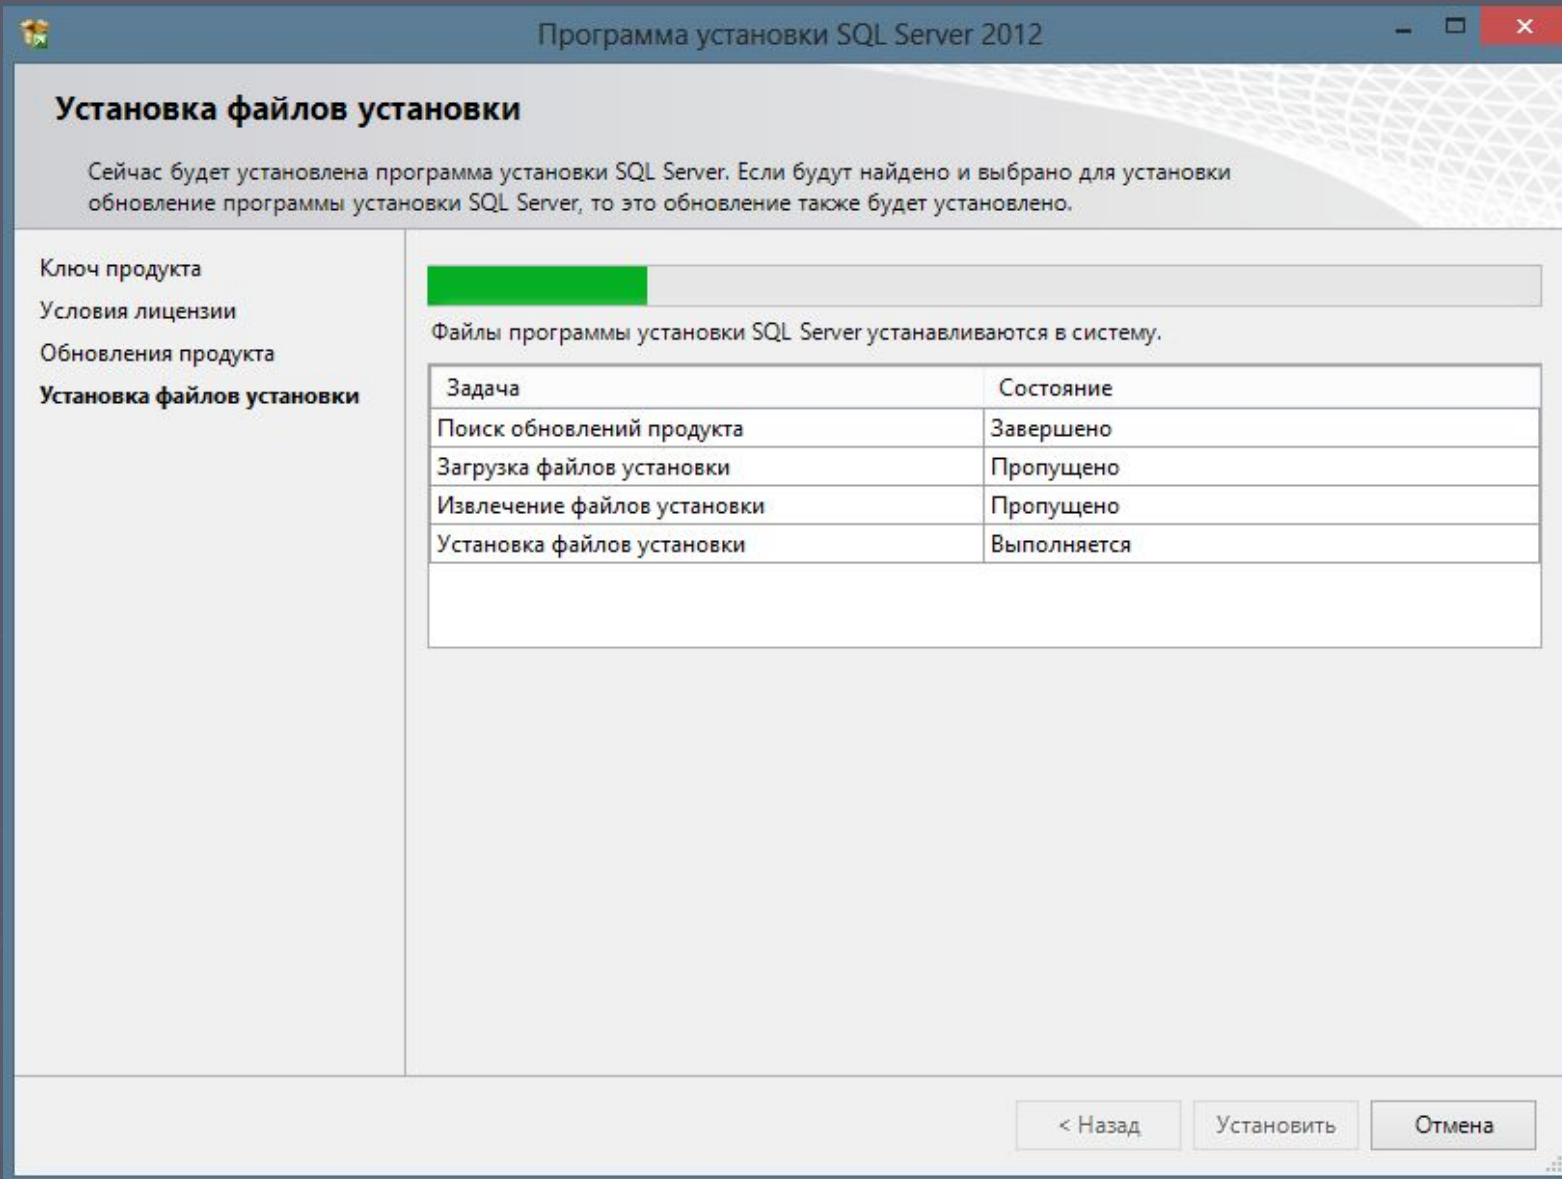 Программа установки SQL Server 2012
Установка файлов установки
Сейчас будет установлена программа установки SQL Server. Если будут найдено и выбрано для установки
обновление программы установки SQL Server, то это обновление также будет установлено.
Ключ продукта
Условия лицензии
Обновления продукта
Установка файлов установки
Файлы программы установки SQL Server устанавливаются в систему.
Задача Состояние
Поиск обновлений продукта Завершено
Загрузка файлов установки Пропущено
Извлечение файлов установки Пропущено
Установка файлов установки Выполняется
< Назад Установить Отмена